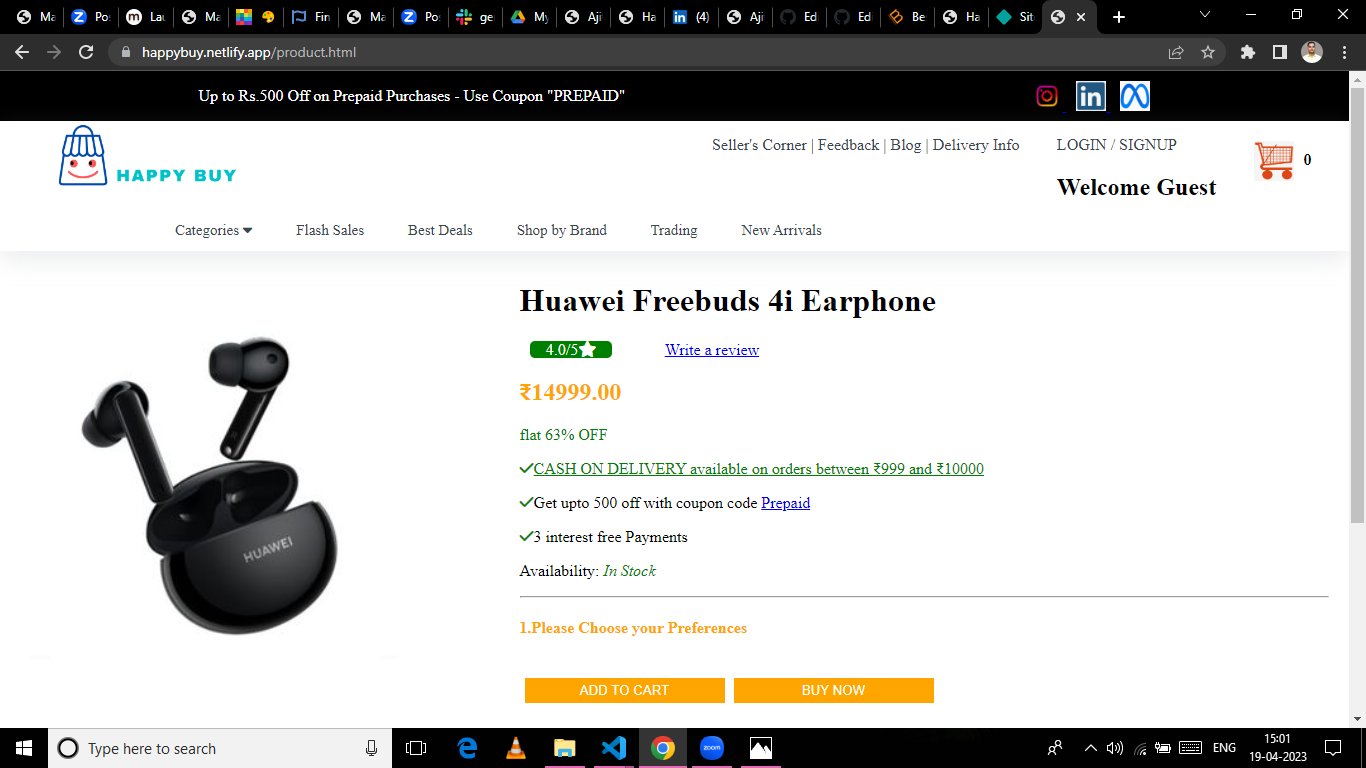 Ma Po Lau Ma Fin Ma Po ge My Aji Ha (4) Aji Edi Edi Be Ha Sit
happybuy.netlify.app/product.html
Up to Rs.500 Off on Prepaid Purchases - Use Coupon "PREPAID"
HAPPY BUY
Seller's Corner | Feedback | Blog | Delivery Info
LOGIN / SIGNUP
Welcome Guest
0
Categories Flash Sales Best Deals Shop by Brand Trading New Arrivals
HUAWEI
Huawei Freebuds 4i Earphone
4.0/5 Write a review
₹14999.00
flat 63% OFF
CASH ON DELIVERY available on orders between ₹999 and ₹10000
Get upto 500 off with coupon code Prepaid
3 interest free Payments
Availability: In Stock
1.Please Choose your Preferences
ADD TO CART BUY NOW
Type here to search
zoom
ENG
15:01
19-04-2023